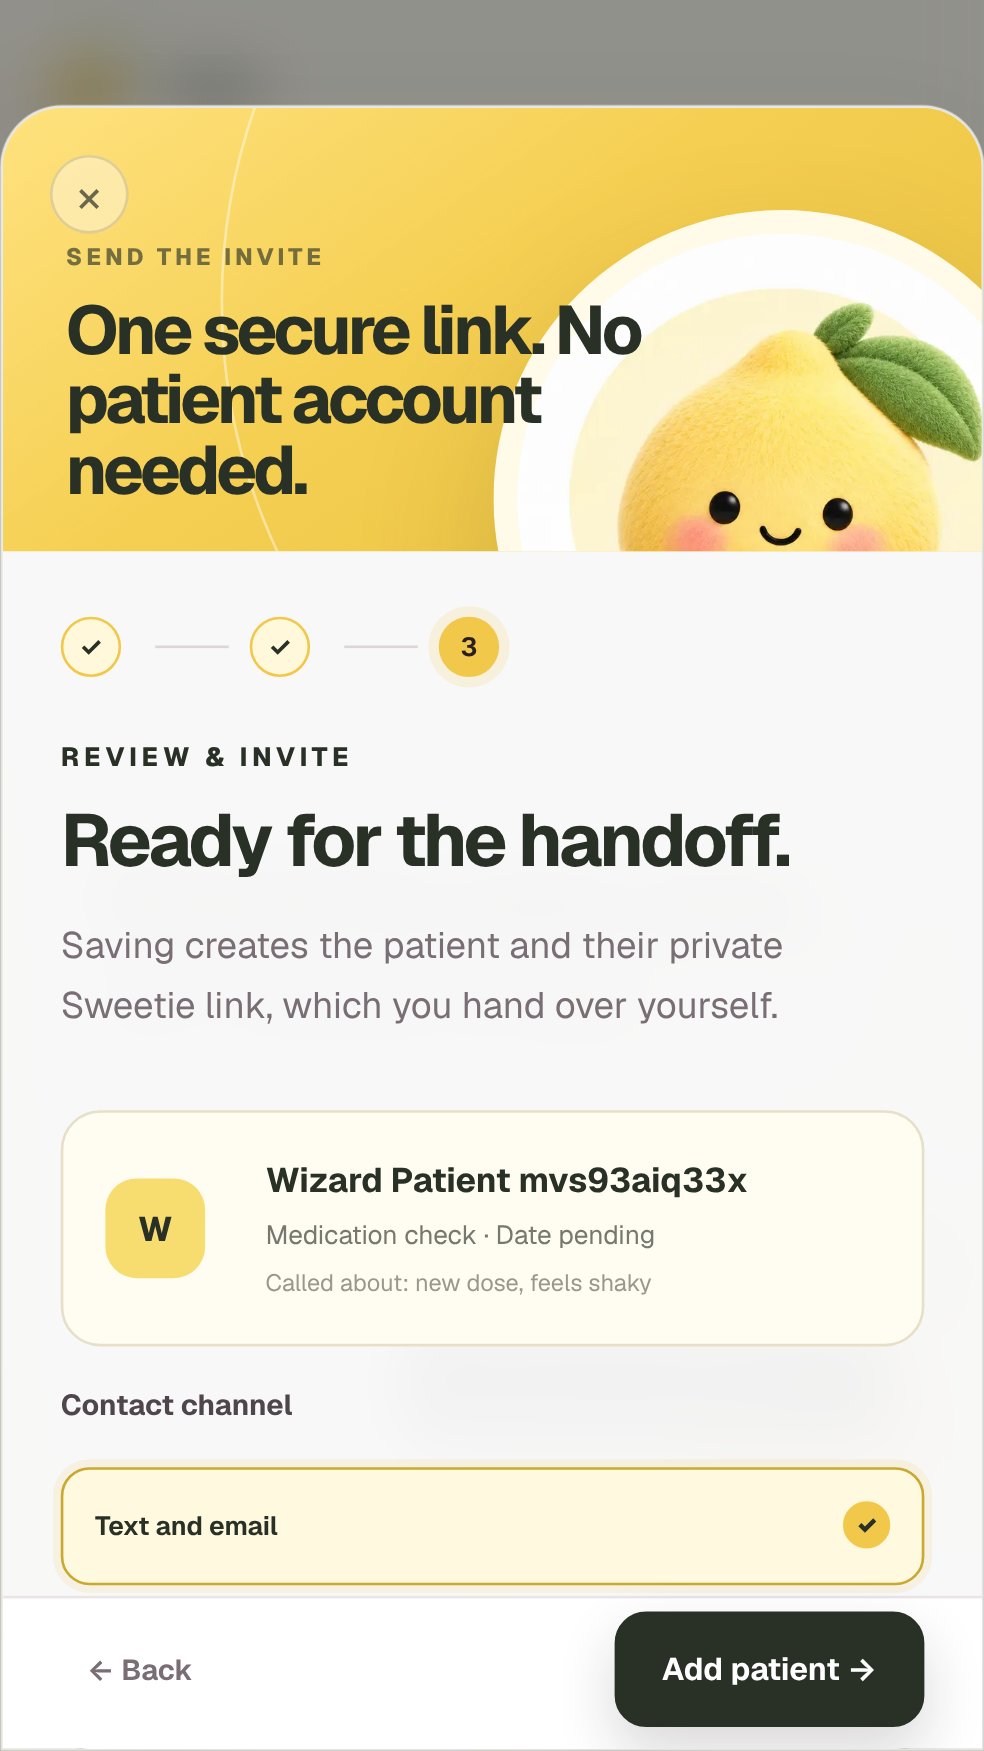 SEND THE INVITE
One secure link. No
patient account
needed.
3
REVIEW & INVITE
Ready for the handoff.
Saving creates the patient and their private
Sweetie link, which you hand over yourself.
W
Wizard Patient mvs93aiq33x
Medication check · Date pending
Called about: new dose, feels shaky
Contact channel
Text and email
← Back
Add patient →